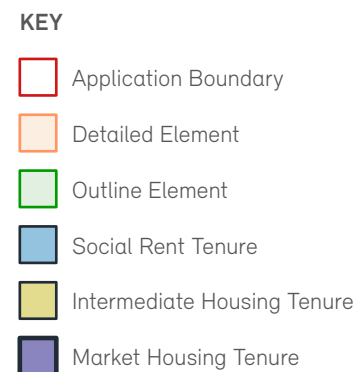 KEY
Application Boundary
Detailed Element
Outline Element
Social Rent Tenure
Intermediate Housing Tenure
Market Housing Tenure